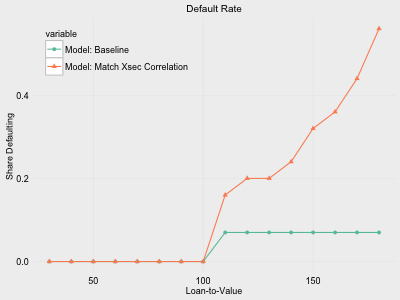 Default Rate
variable
Model: Baseline
Model: Match Xsec Correlation
Share Defaulting
0.4
0.2
0.0
50
100
150
Loan-to-Value